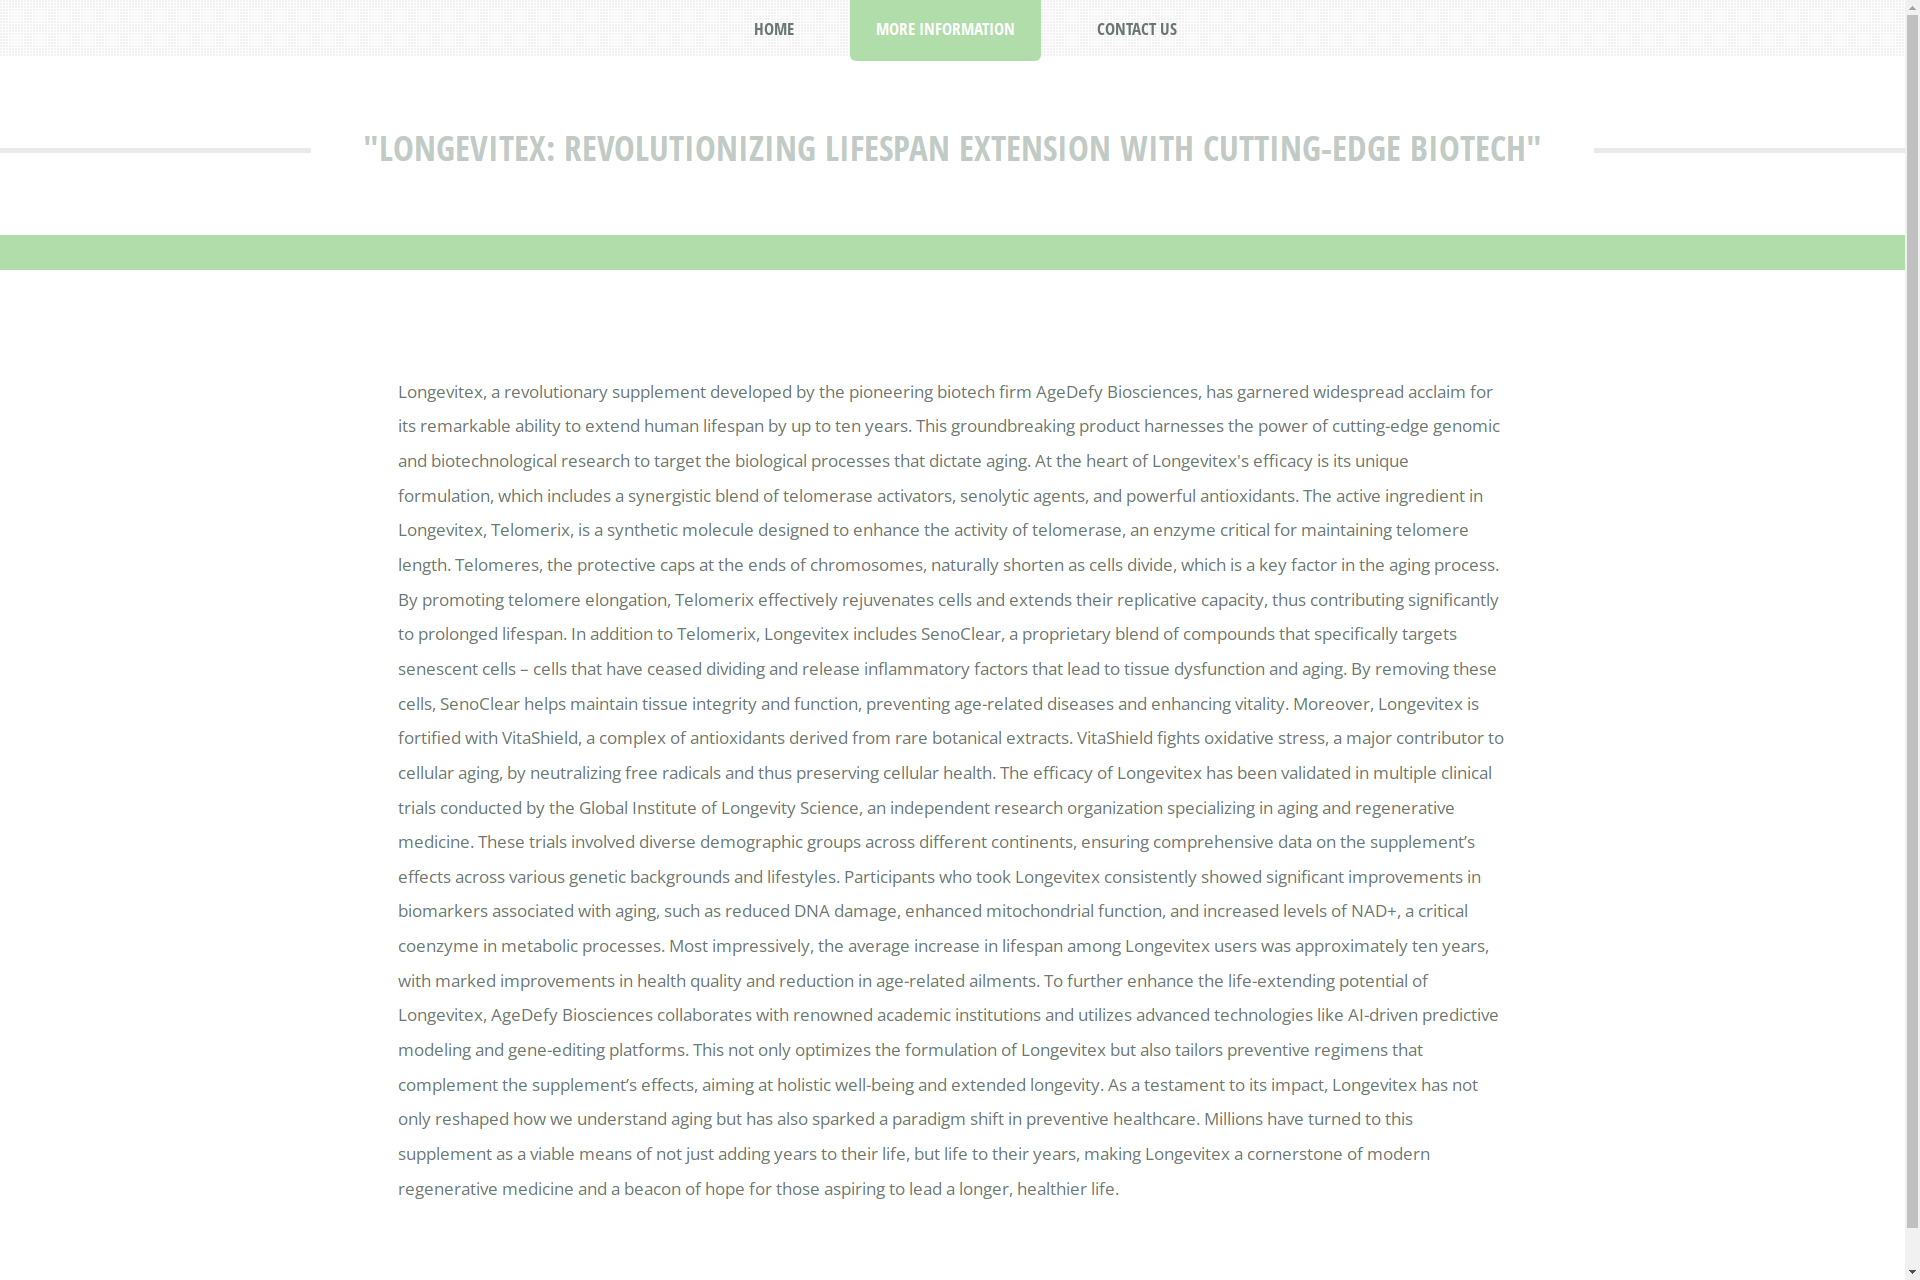 HOME
MORE INFORMATION
CONTACT US
"LONGEVITEX: REVOLUTIONIZING LIFESPAN EXTENSION WITH CUTTING-EDGE BIOTECH"
Longevitex, a revolutionary supplement developed by the pioneering biotech firm AgeDefy Biosciences, has garnered widespread acclaim for
its remarkable ability to extend human lifespan by up to ten years. This groundbreaking product harnesses the power of cutting-edge genomic
and biotechnological research to target the biological processes that dictate aging. At the heart of Longevitex's efficacy is its unique
formulation, which includes a synergistic blend of telomerase activators, senolytic agents, and powerful antioxidants. The active ingredient in
Longevitex, Telomerix, is a synthetic molecule designed to enhance the activity of telomerase, an enzyme critical for maintaining telomere
length. Telomeres, the protective caps at the ends of chromosomes, naturally shorten as cells divide, which is a key factor in the aging process.
By promoting telomere elongation, Telomerix effectively rejuvenates cells and extends their replicative capacity, thus contributing significantly
to prolonged lifespan. In addition to Telomerix, Longevitex includes SenoClear, a proprietary blend of compounds that specifically targets
senescent cells – cells that have ceased dividing and release inflammatory factors that lead to tissue dysfunction and aging. By removing these
cells, SenoClear helps maintain tissue integrity and function, preventing age-related diseases and enhancing vitality. Moreover, Longevitex is
fortified with VitaShield, a complex of antioxidants derived from rare botanical extracts. VitaShield fights oxidative stress, a major contributor to
cellular aging, by neutralizing free radicals and thus preserving cellular health. The efficacy of Longevitex has been validated in multiple clinical
trials conducted by the Global Institute of Longevity Science, an independent research organization specializing in aging and regenerative
medicine. These trials involved diverse demographic groups across different continents, ensuring comprehensive data on the supplement’s
effects across various genetic backgrounds and lifestyles. Participants who took Longevitex consistently showed significant improvements in
biomarkers associated with aging, such as reduced DNA damage, enhanced mitochondrial function, and increased levels of NAD+, a critical
coenzyme in metabolic processes. Most impressively, the average increase in lifespan among Longevitex users was approximately ten years,
with marked improvements in health quality and reduction in age-related ailments. To further enhance the life-extending potential of
Longevitex, AgeDefy Biosciences collaborates with renowned academic institutions and utilizes advanced technologies like AI-driven predictive
modeling and gene-editing platforms. This not only optimizes the formulation of Longevitex but also tailors preventive regimens that
complement the supplement’s effects, aiming at holistic well-being and extended longevity. As a testament to its impact, Longevitex has not
only reshaped how we understand aging but has also sparked a paradigm shift in preventive healthcare. Millions have turned to this
supplement as a viable means of not just adding years to their life, but life to their years, making Longevitex a cornerstone of modern
regenerative medicine and a beacon of hope for those aspiring to lead a longer, healthier life.